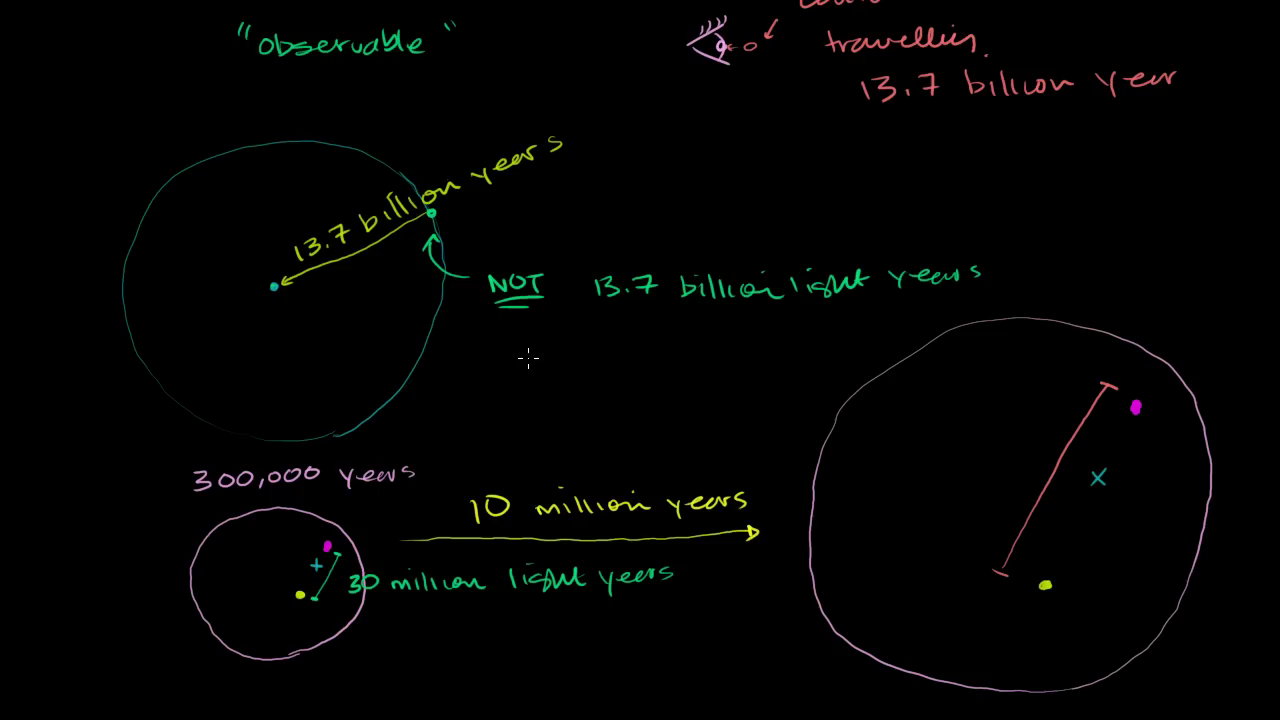 "observable"
travelling
13.7 billion year
13.7 billion years
NOT 13.7 billion light years
300,000 years
10 million years
30 million light years